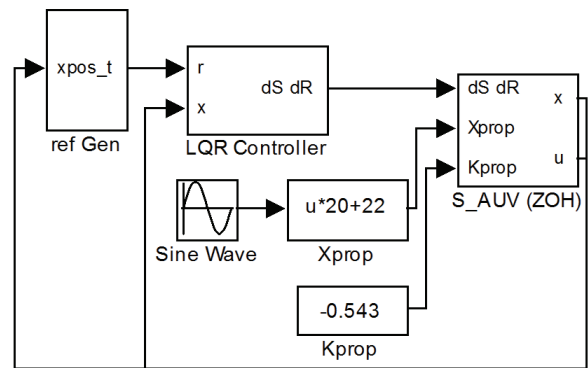 xpos_t
ref Gen
r
x
dS dR
LQR Controller
dS dR
Xprop
Kprop
x
u
S_AUV (ZOH)
Sine Wave
u*20+22
Xprop
-0.543
Kprop